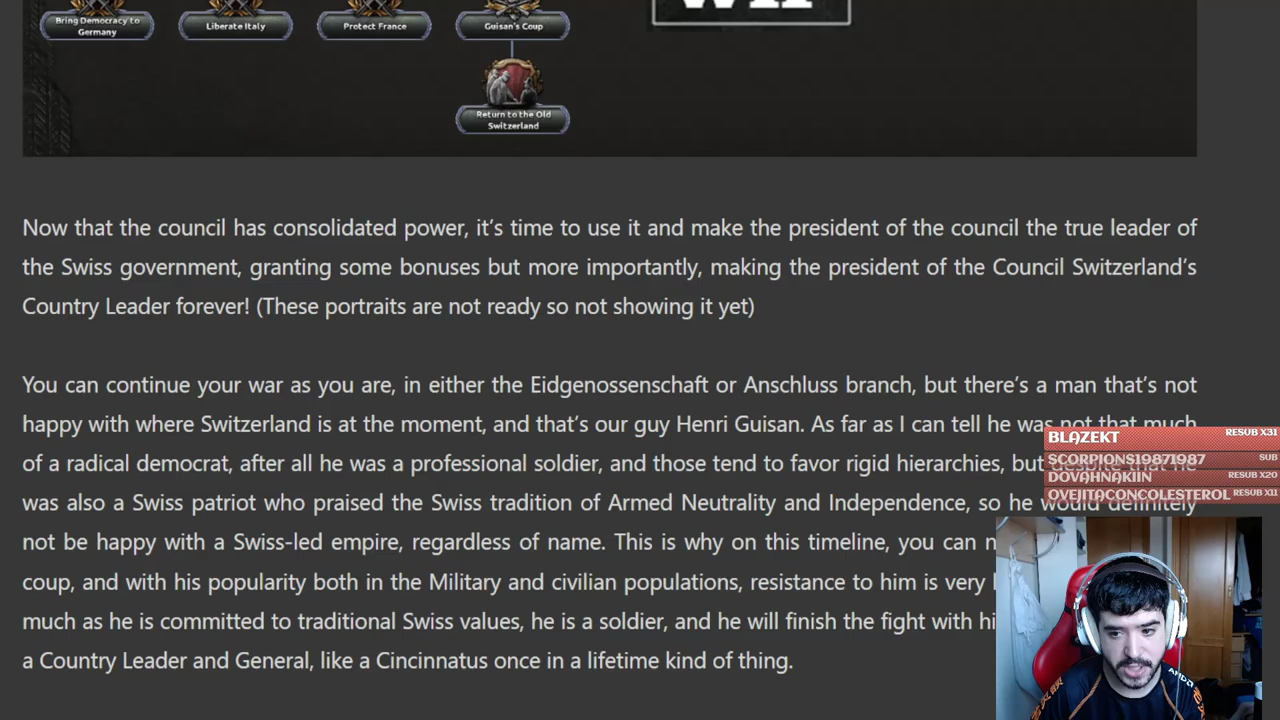 Bring Democracy to
Germany
Liberate Italy
Protect France
Guisan's Coup
Return to the Old
Switzerland
Now that the council has consolidated power, it’s time to use it and make the president of the council the true leader of
the Swiss government, granting some bonuses but more importantly, making the president of the Council Switzerland’s
Country Leader forever! (These portraits are not ready so not showing it yet)
You can continue your war as you are, in either the Eidgenossenschaft or Anschluss branch, but there’s a man that’s not
happy with where Switzerland is at the moment, and that’s our guy Henri Guisan. As far as I can tell he was not that much
of a radical democrat, after all he was a professional soldier, and those tend to favor rigid hierarchies, but despite that he
was also a Swiss patriot who praised the Swiss tradition of Armed Neutrality and Independence, so he would definitely
not be happy with a Swiss-led empire, regardless of name. This is why on this timeline, you can
coup, and with his popularity both in the Military and civilian populations, resistance to him is very
much as he is committed to traditional Swiss values, he is a soldier, and he will finish the fight with
a Country Leader and General, like a Cincinnatus once in a lifetime kind of thing.
BLAZEKT RESUB X31
SCORPIONS19871987 SUB
DOVAHNAKIIN RESUB X20
OVEJITACONCOLESTEROL RESUB X11
AMD